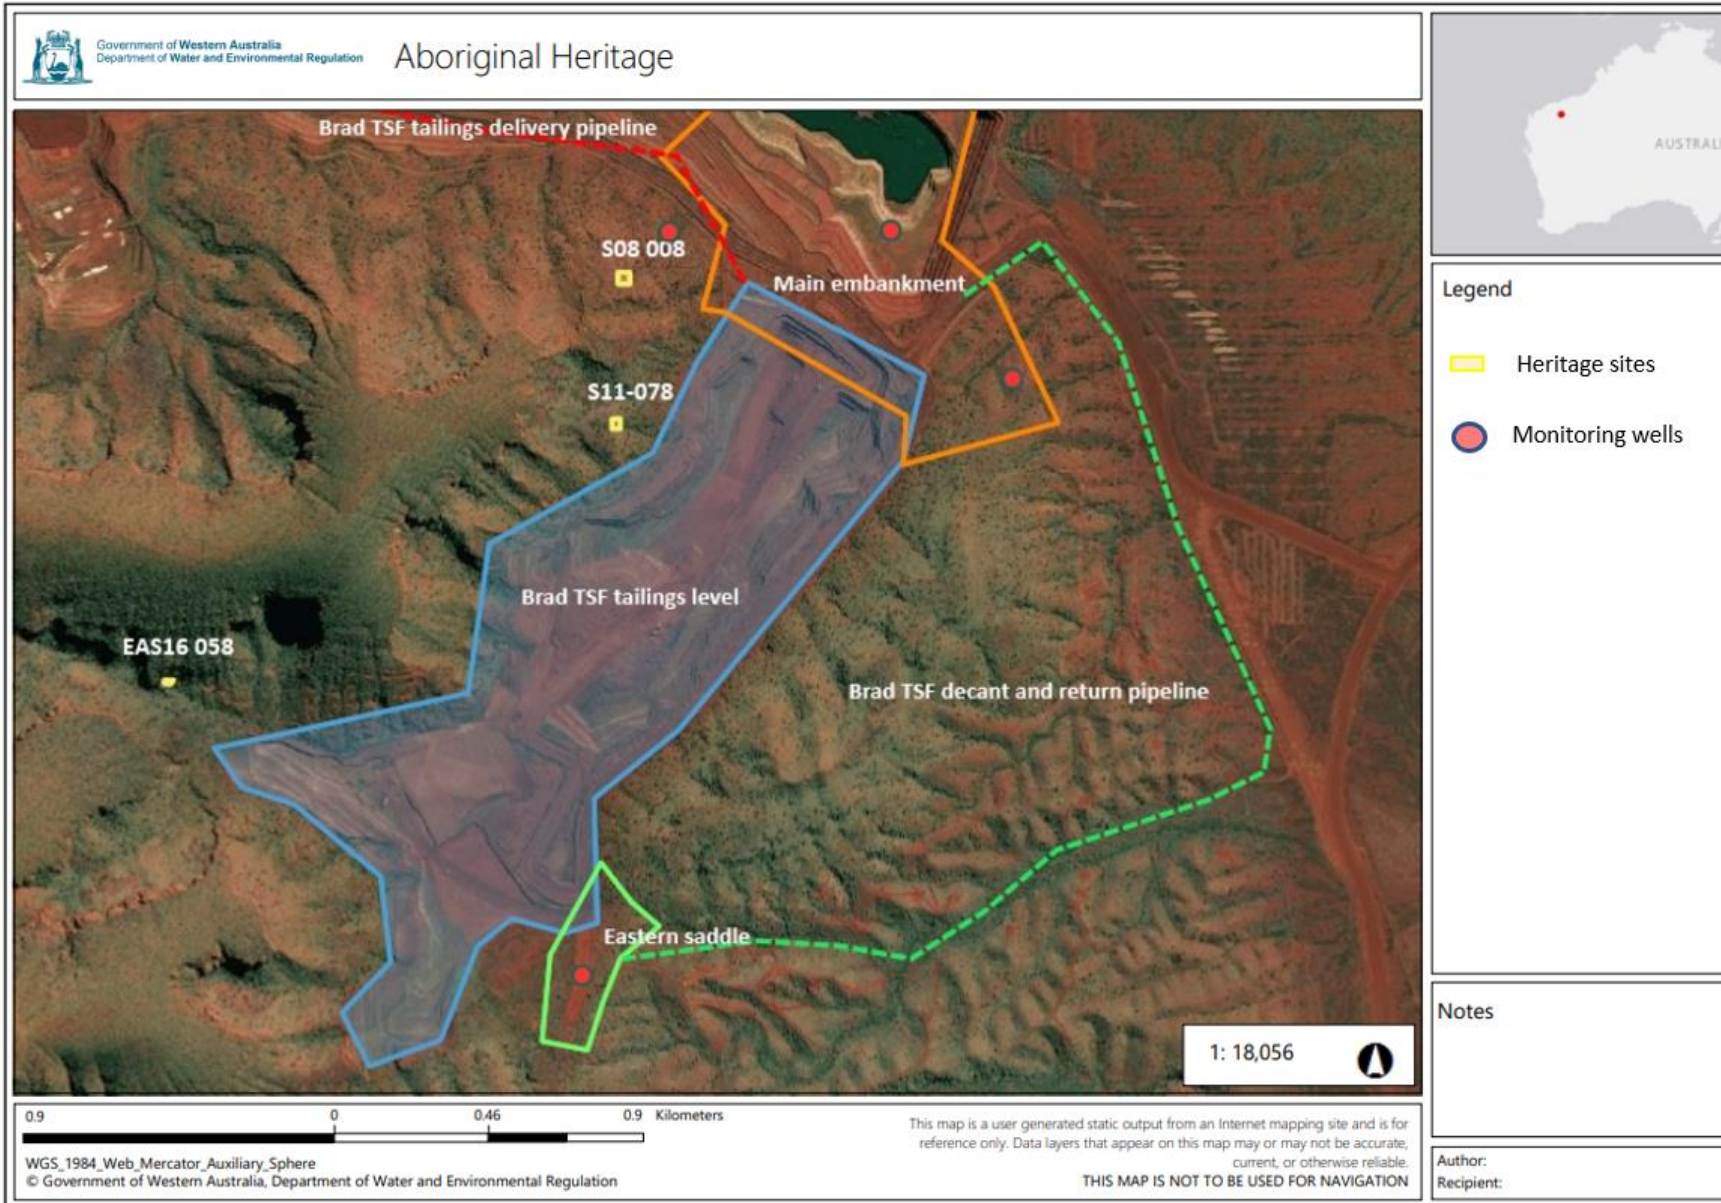 Government of Western Australia
Department of Water and Environmental Regulation
Aboriginal Heritage
AUSTRALI
Brad TSF tailings delivery pipeline
S08 008
Main embankment
S11-078
Brad TSF tailings level
EAS16 058
Brad TSF decant and return pipeline
Eastern saddle
1: 18,056
Legend
Heritage sites
Monitoring wells
Notes
0.9 0 0.46 0.9 Kilometers
WGS_1984_Web_Mercator_Auxiliary_Sphere
© Government of Western Australia, Department of Water and Environmental Regulation
This map is a user generated static output from an Internet mapping site and is for
reference only. Data layers that appear on this map may or may not be accurate,
current, or otherwise reliable.
THIS MAP IS NOT TO BE USED FOR NAVIGATION
Author:
Recipient: